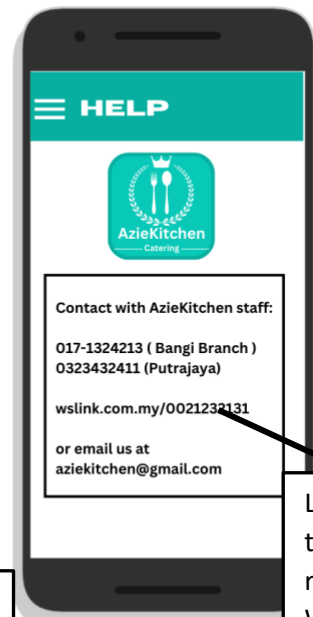 HELP
AzieKitchen
Catering
Contact with AzieKitchen staff:
017-1324213 ( Bangi Branch )
0323432411 (Putrajaya)
wslink.com.my/0021232131
or email us at
aziekitchen@gmail.com